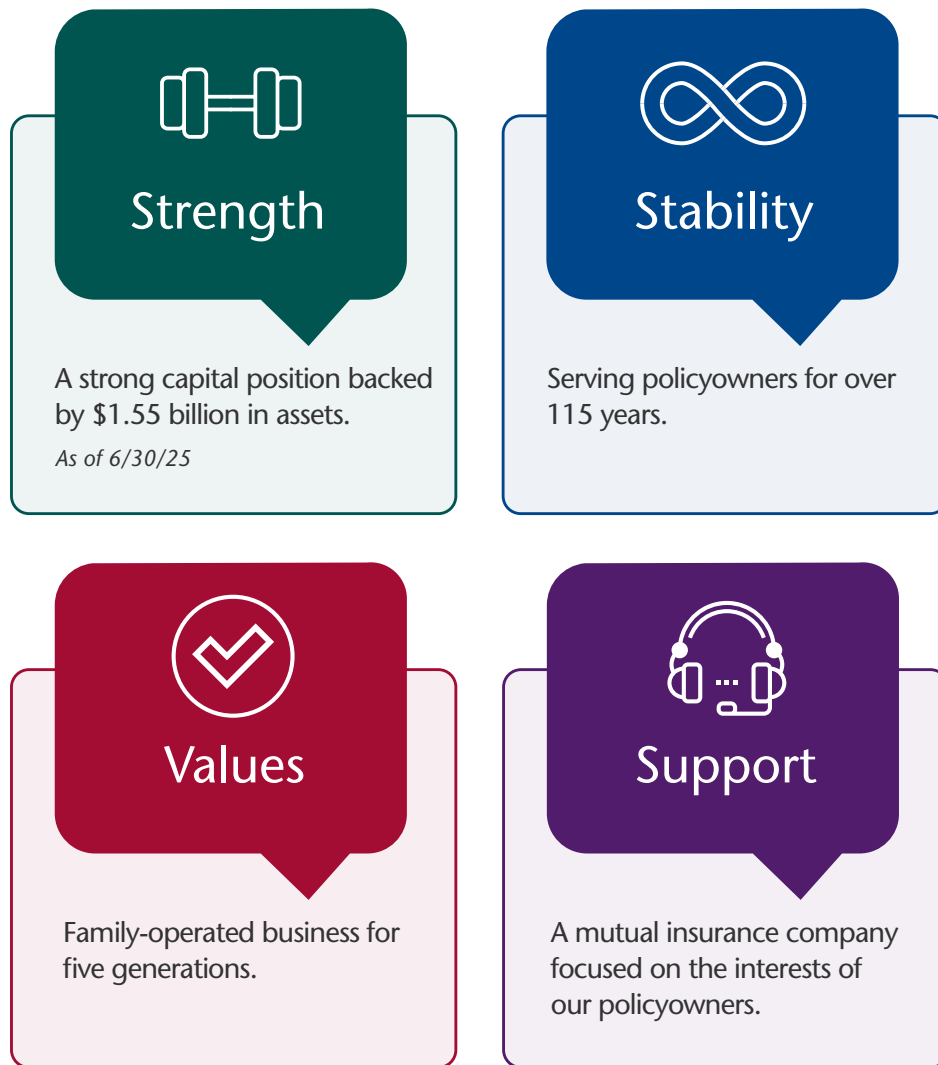 Strength
A strong capital position backed
by $1.55 billion in assets.
As of 6/30/25
Stability
Serving policyowners for over
115 years.
Values
Family-operated business for
five generations.
Support
A mutual insurance company
focused on the interests of
our policyowners.